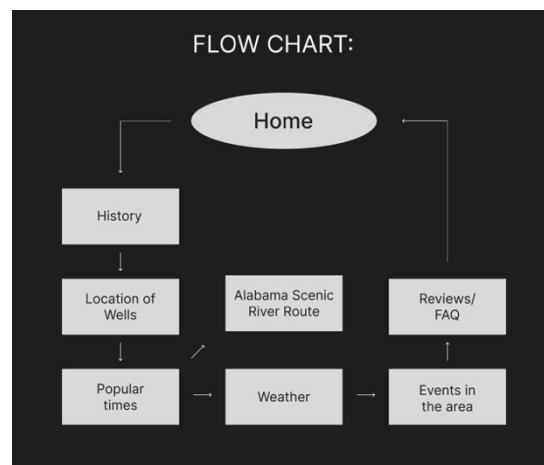 FLOW CHART:
Home
History
Location of
Wells
Alabama Scenic
River Route
Reviews/
FAQ
Popular
times
Weather
Events in
the area